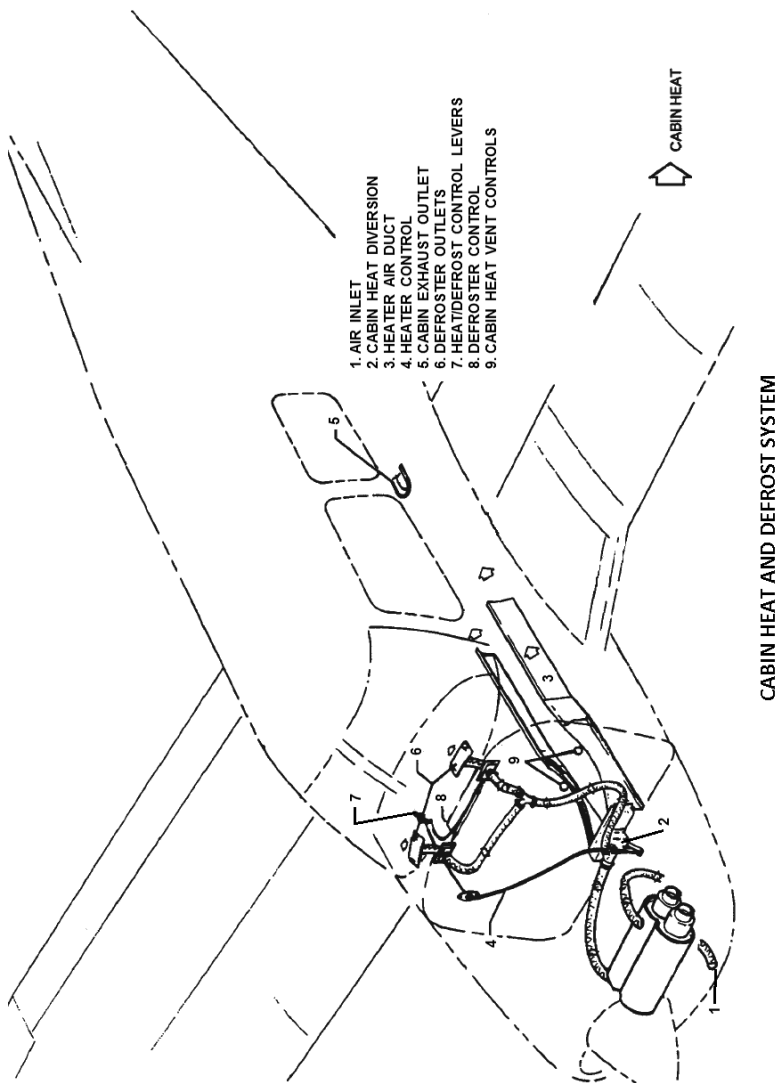 1. AIR INLET
2. CABIN HEAT DIVERSION
3. HEATER AIR DUCT
4. HEATER CONTROL
5. CABIN EXHAUST OUTLET
6. DEFROSTER OUTLETS
7. HEAT/DEFROST CONTROL LEVERS
8. DEFROSTER CONTROL
9. CABIN HEAT VENT CONTROLS
5
7
6
8
9
3
4
2
1
CABIN HEAT
CABIN HEAT AND DEFROST SYSTEM